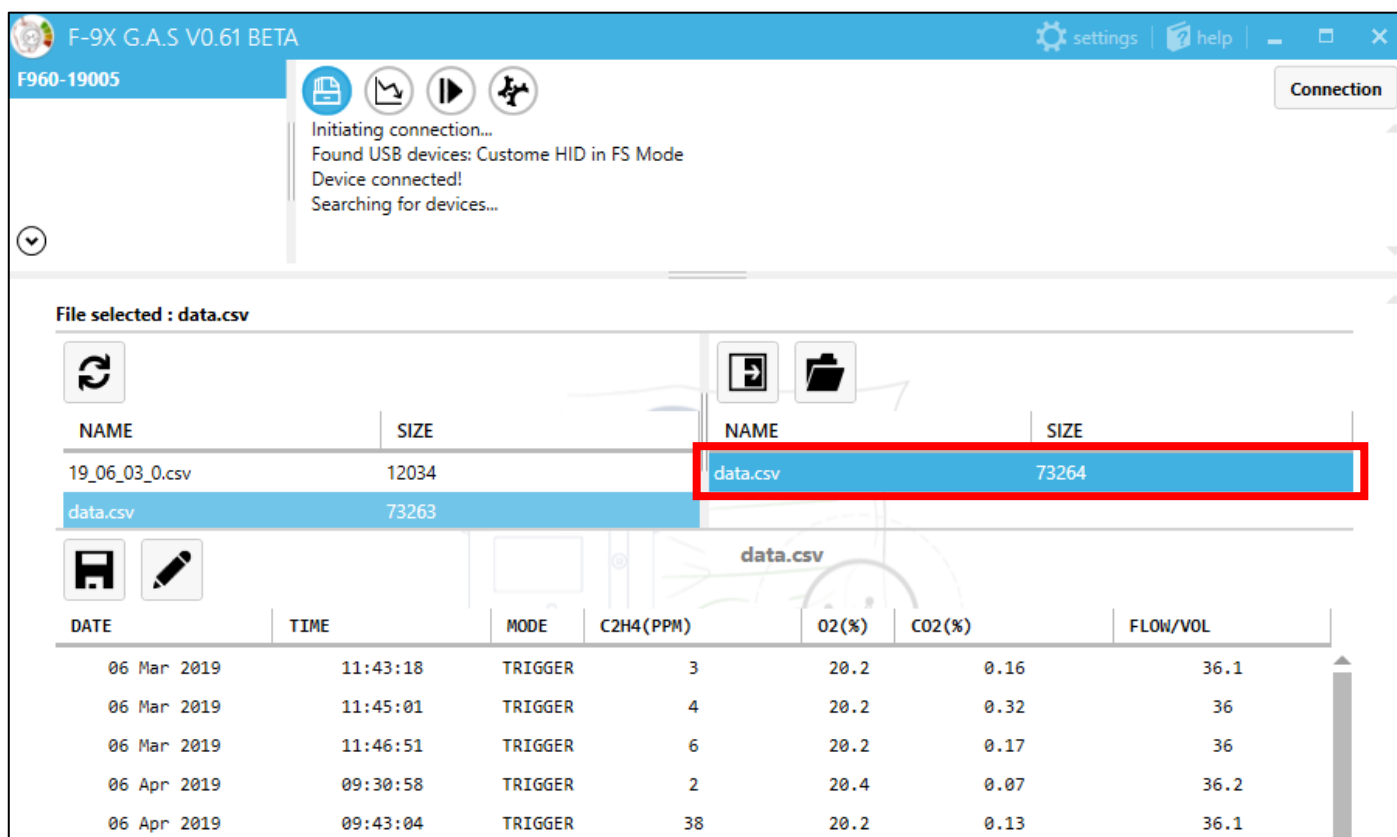 F-9X G.A.S V0.61 BETA settings help
F960-19005
Connection
Initiating connection...
Found USB devices: Custome HID in FS Mode
Device connected!
Searching for devices...
File selected : data.csv
NAME SIZE
19_06_03_0.csv 12034
data.csv 73263
NAME SIZE
data.csv 73264
data.csv
DATE TIME MODE C2H4(PPM) O2(%) CO2(%) FLOW/VOL
06 Mar 2019 11:43:18 TRIGGER 3 20.2 0.16 36.1
06 Mar 2019 11:45:01 TRIGGER 4 20.2 0.32 36
06 Mar 2019 11:46:51 TRIGGER 6 20.2 0.17 36
06 Apr 2019 09:30:58 TRIGGER 2 20.4 0.07 36.2
06 Apr 2019 09:43:04 TRIGGER 38 20.2 0.13 36.1